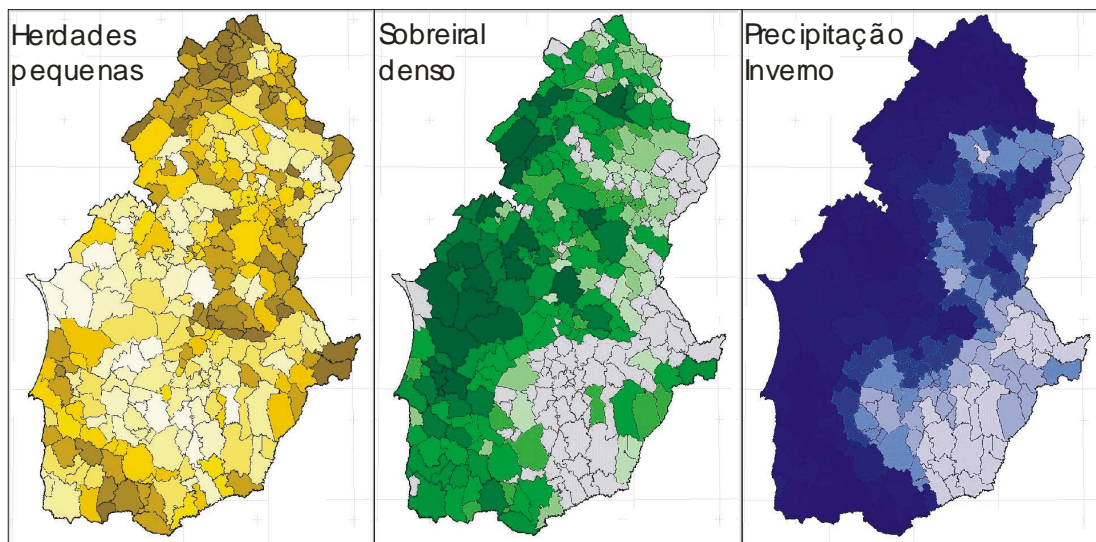 Herdades
pequenas
Sobreiral
denso
Precipitação
Inverno